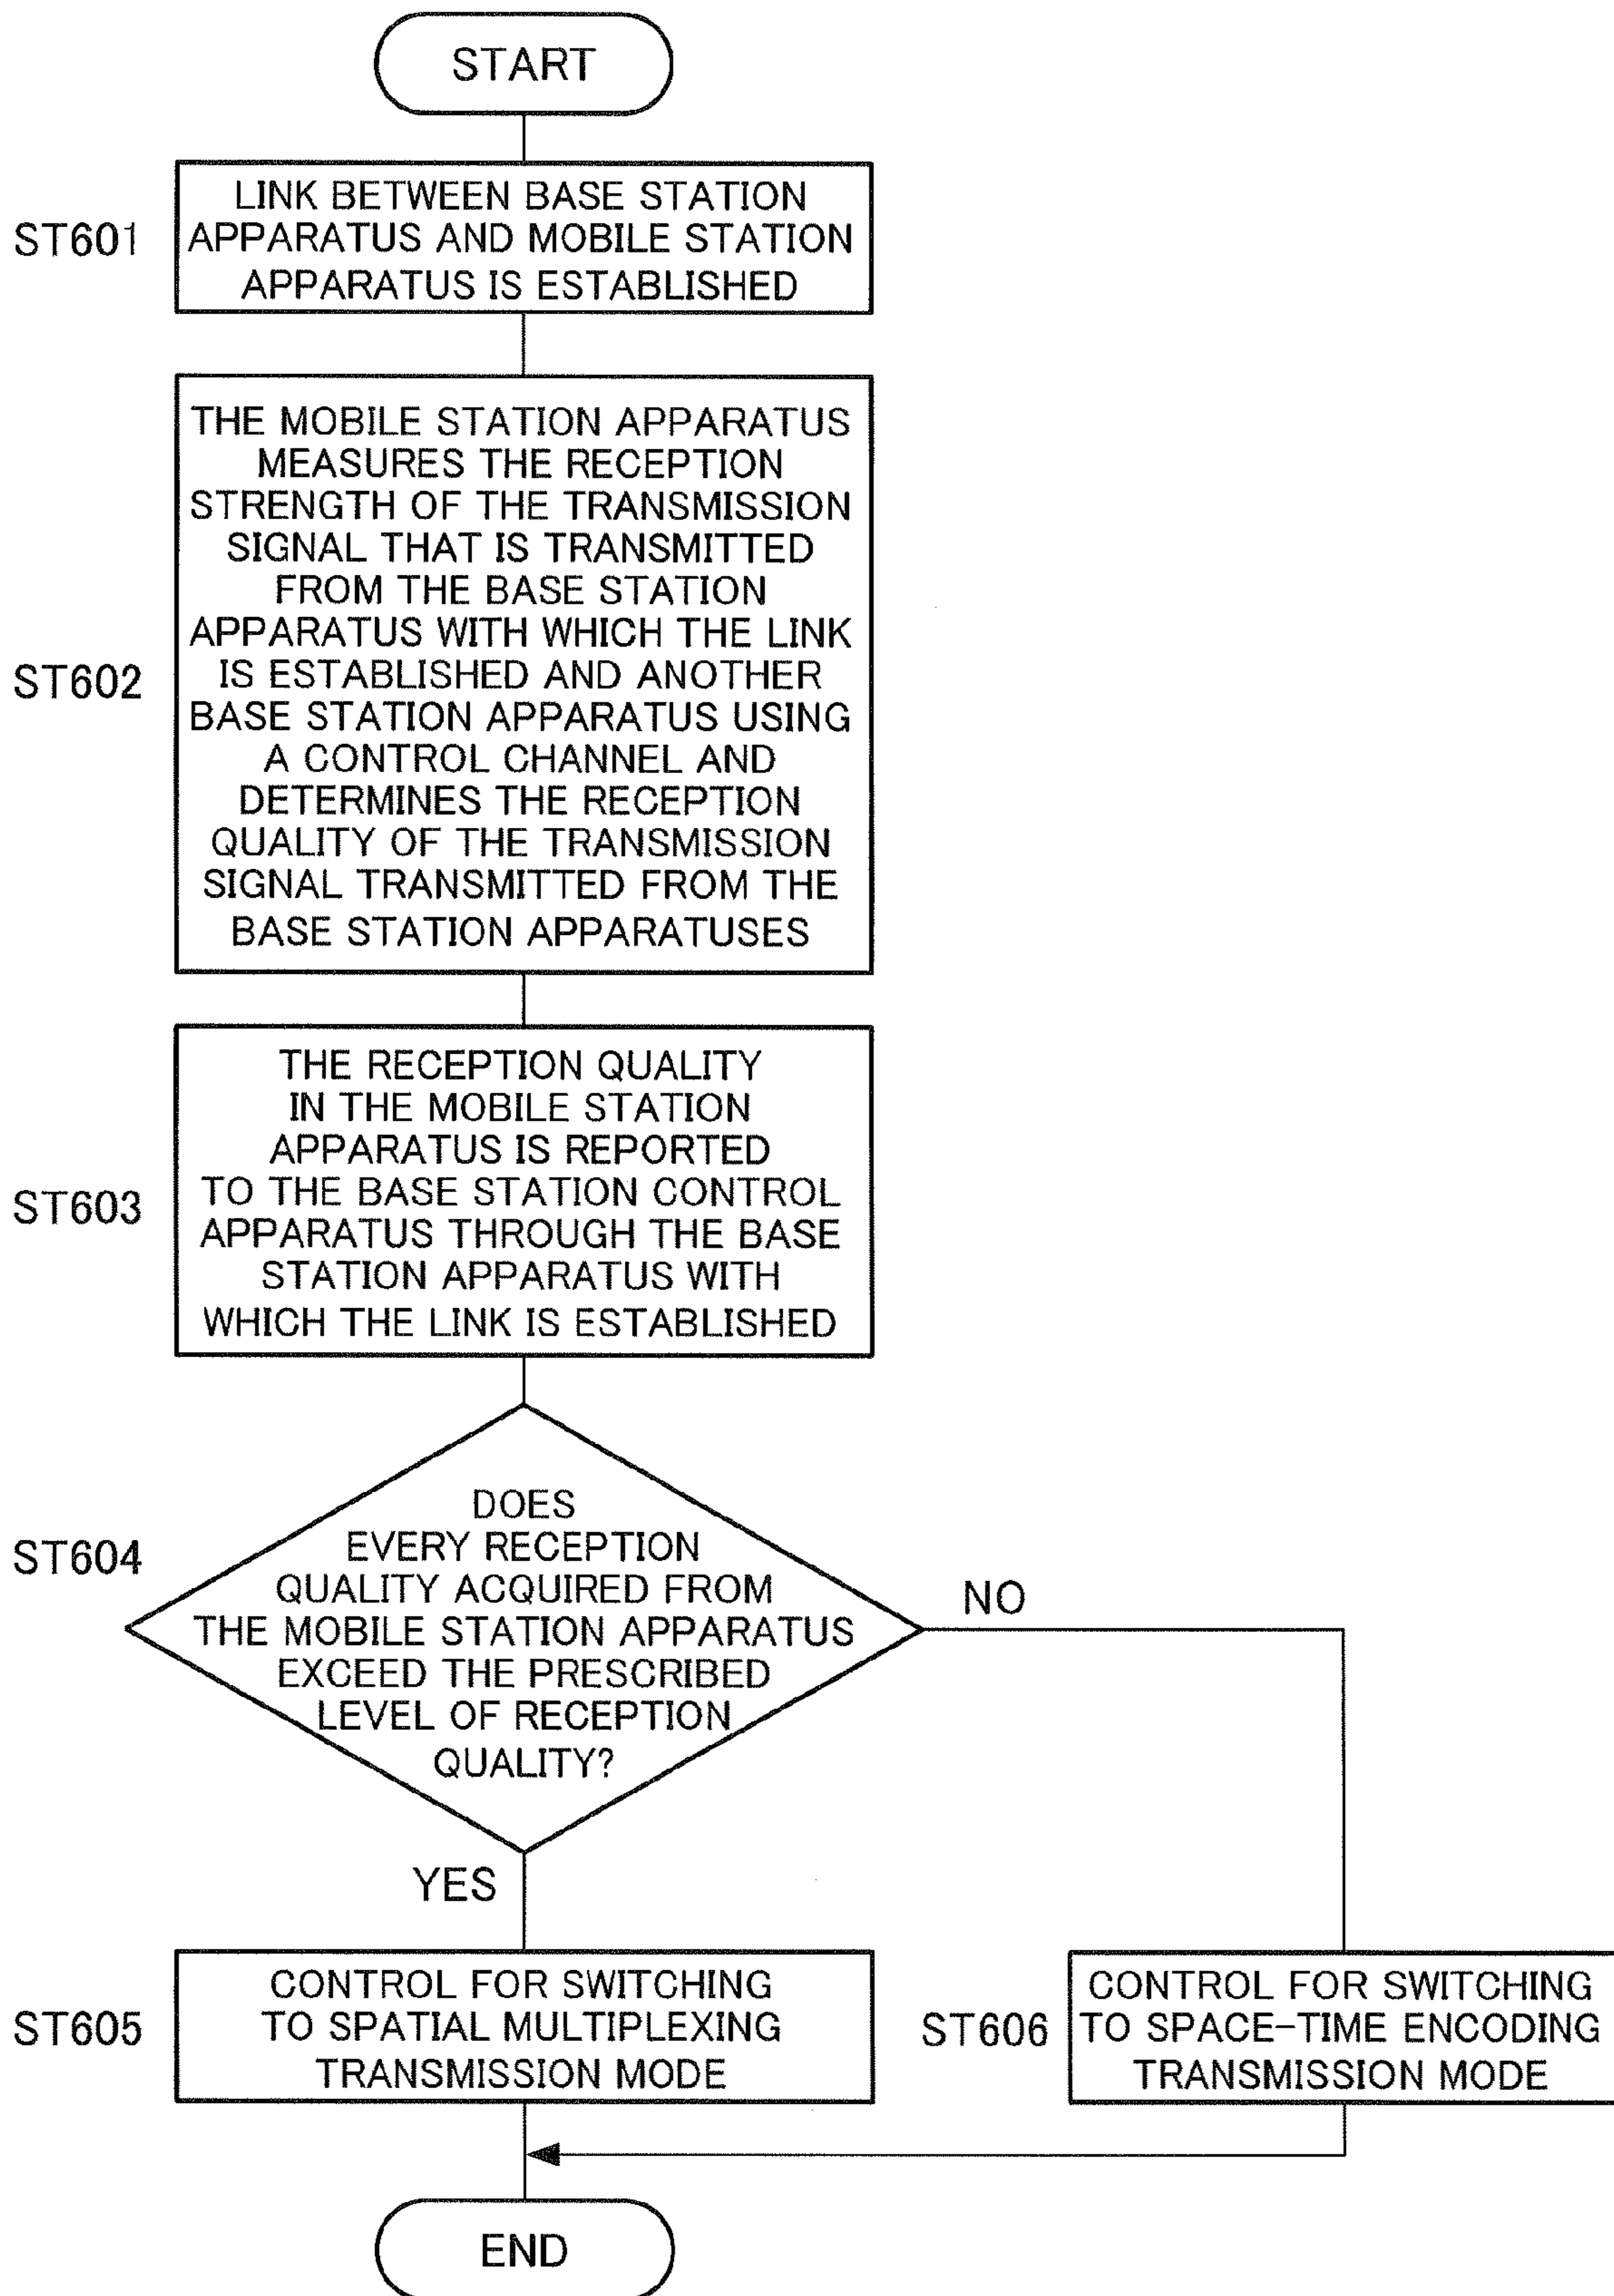 START
ST601
LINK BETWEEN BASE STATION
APPARATUS AND MOBILE STATION
APPARATUS IS ESTABLISHED
ST602
THE MOBILE STATION APPARATUS
MEASURES THE RECEPTION
STRENGTH OF THE TRANSMISSION
SIGNAL THAT IS TRANSMITTED
FROM THE BASE STATION
APPARATUS WITH WHICH THE LINK
IS ESTABLISHED AND ANOTHER
BASE STATION APPARATUS USING
A CONTROL CHANNEL AND
DETERMINES THE RECEPTION
QUALITY OF THE TRANSMISSION
SIGNAL TRANSMITTED FROM THE
BASE STATION APPARATUSES
ST603
THE RECEPTION QUALITY
IN THE MOBILE STATION
APPARATUS IS REPORTED
TO THE BASE STATION CONTROL
APPARATUS THROUGH THE BASE
STATION APPARATUS WITH
WHICH THE LINK IS ESTABLISHED
ST604
DOES
EVERY RECEPTION
QUALITY ACQUIRED FROM
THE MOBILE STATION APPARATUS
EXCEED THE PRESCRIBED
LEVEL OF RECEPTION
QUALITY?
NO
YES
ST605
CONTROL FOR SWITCHING
TO SPATIAL MULTIPLEXING
TRANSMISSION MODE
ST606
CONTROL FOR SWITCHING
TO SPACE-TIME ENCODING
TRANSMISSION MODE
END